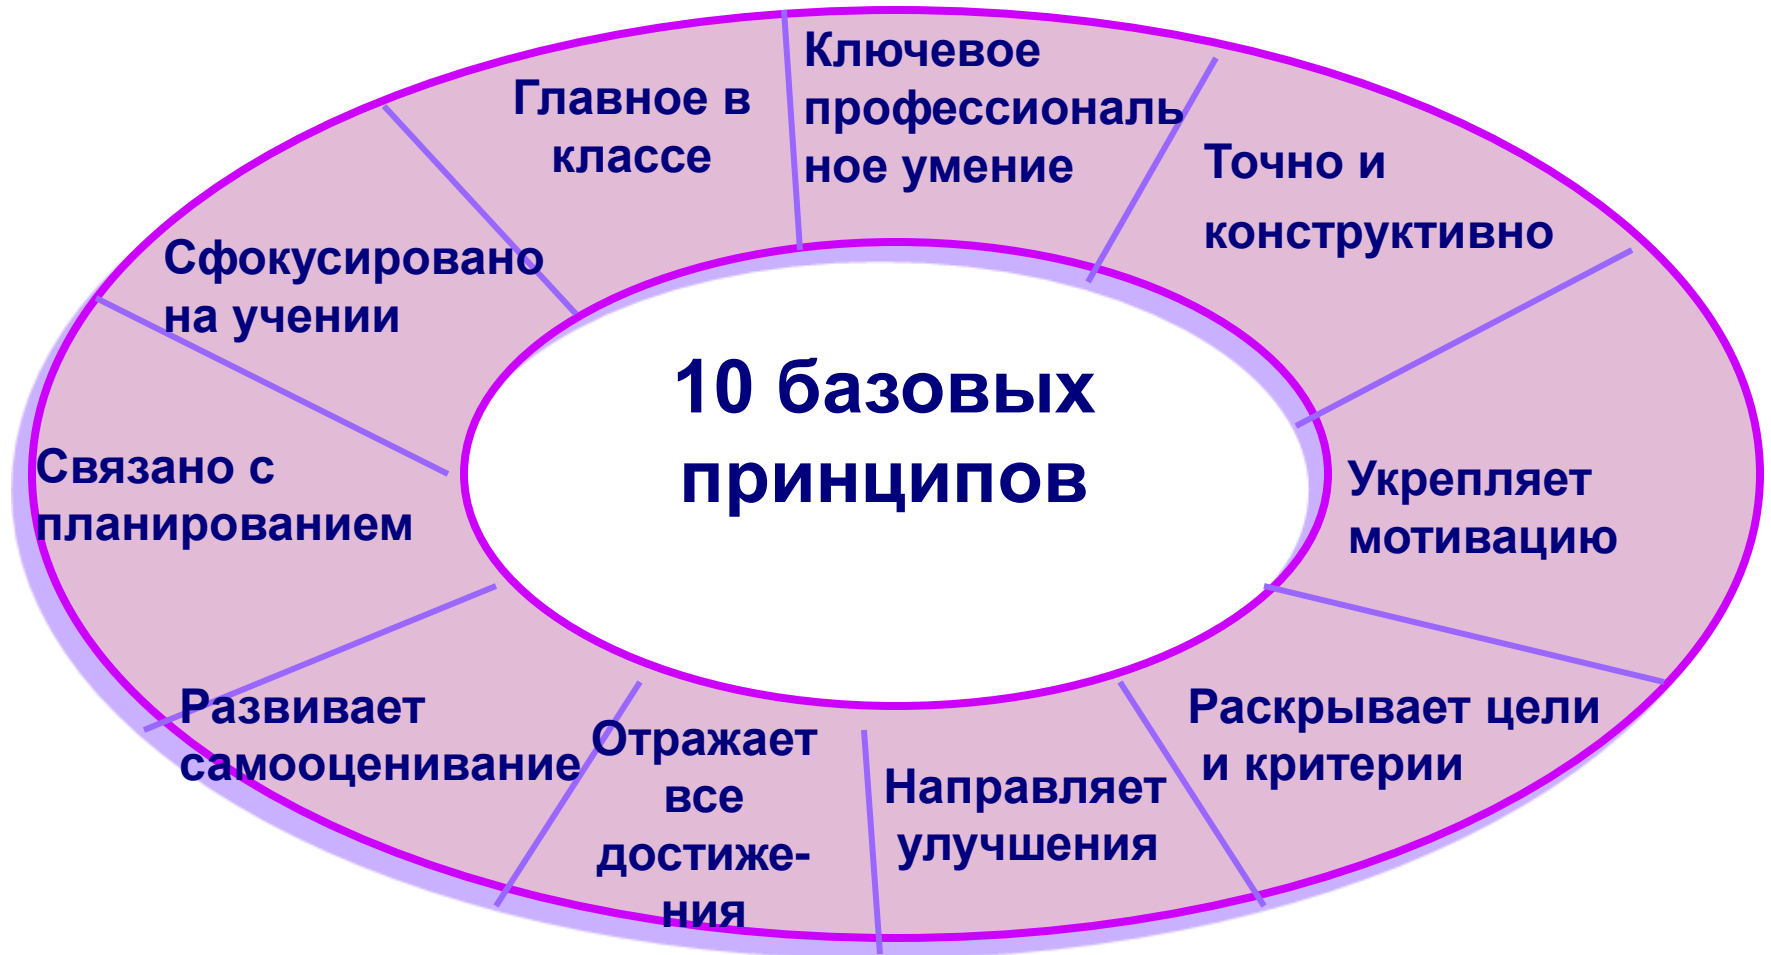 Ключевое
профессиональ
ное умение
Главное в
классе
Точно и
конструктивно
Сфокусировано
на учении
10 базовых
принципов
Связано с
планированием
Укрепляет
мотивацию
Развивает
самооценивание
Отражает
все
достиже-
ния
Направляет
улучшения
Раскрывает цели
и критерии